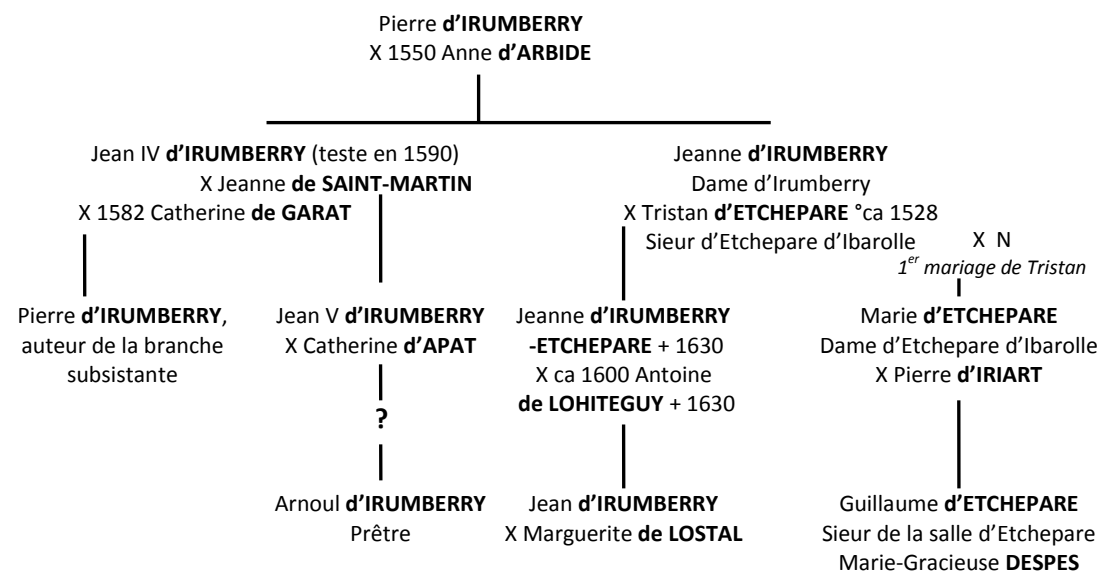 Pierre d'IRUMBERRY
X 1550 Anne d'ARBIDE
Jean IV d'IRUMBERRY (teste en 1590)
X Jeanne de SAINT-MARTIN
X 1582 Catherine de GARAT
Jeanne d'IRUMBERRY
Dame d'Irumberry
X Tristan d'ETCHEPARE °ca 1528
Sieur d'Etchepare d'Ibarolle
X N
1er mariage de Tristan
Pierre d'IRUMBERRY,
auteur de la branche
subsistante
Jean V d'IRUMBERRY
X Catherine d'APAT
?
Arnoul d'IRUMBERRY
Prêtre
Jeanne d'IRUMBERRY
-ETCHEPARE + 1630
X ca 1600 Antoine
de LOHITEGUY + 1630
Jean d'IRUMBERRY
X Marguerite de LOSTAL
Marie d'ETCHEPARE
Dame d'Etchepare d'Ibarolle
X Pierre d'IRIART
Guillaume d'ETCHEPARE
Sieur de la salle d'Etchepare
Marie-Gracieuse DESPES